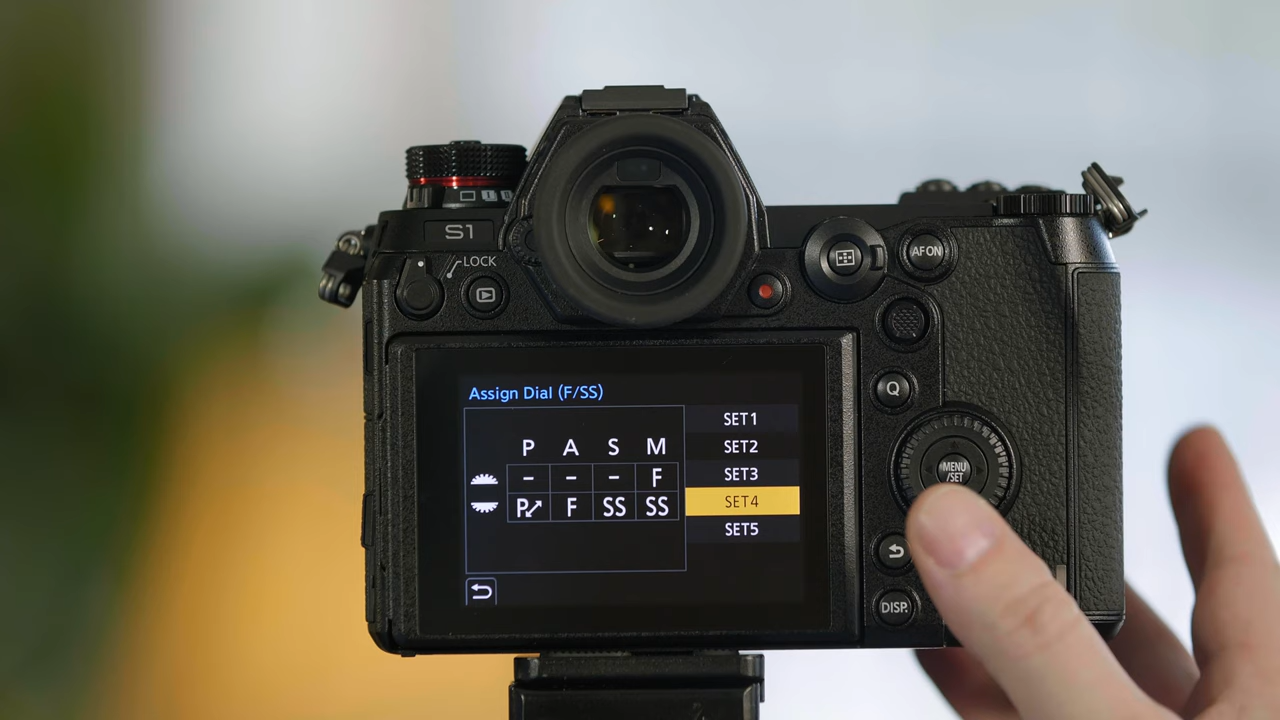 S1
LOCK
AF ON
Assign Dial (F/SS)
P A S M
– – – F
P F SS SS
SET1
SET2
SET3
SET4
SET5
Q
MENU
/SET
DISP.